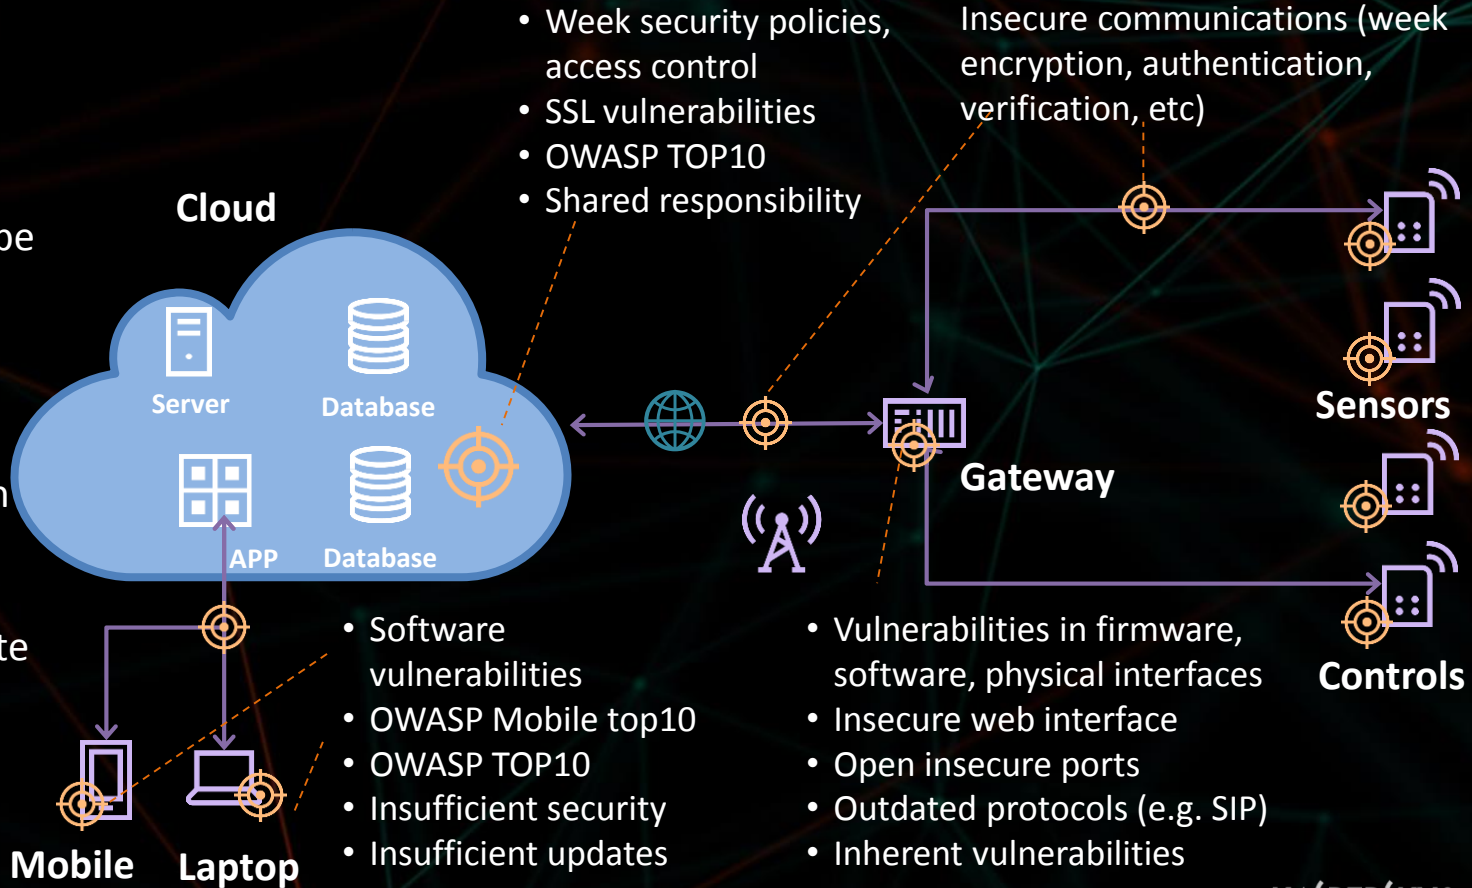 • Week security policies,
access control
• SSL vulnerabilities
• OWASP TOP10
• Shared responsibility
Insecure communications (week
encryption, authentication,
verification, etc)
Cloud
Server
Database
APP
Database
Sensors
Gateway
Controls
• Software
vulnerabilities
• OWASP Mobile top10
• OWASP TOP10
• Insufficient security
• Insufficient updates
• Vulnerabilities in firmware,
software, physical interfaces
• Insecure web interface
• Open insecure ports
• Outdated protocols (e.g. SIP)
• Inherent vulnerabilities
Mobile
Laptop